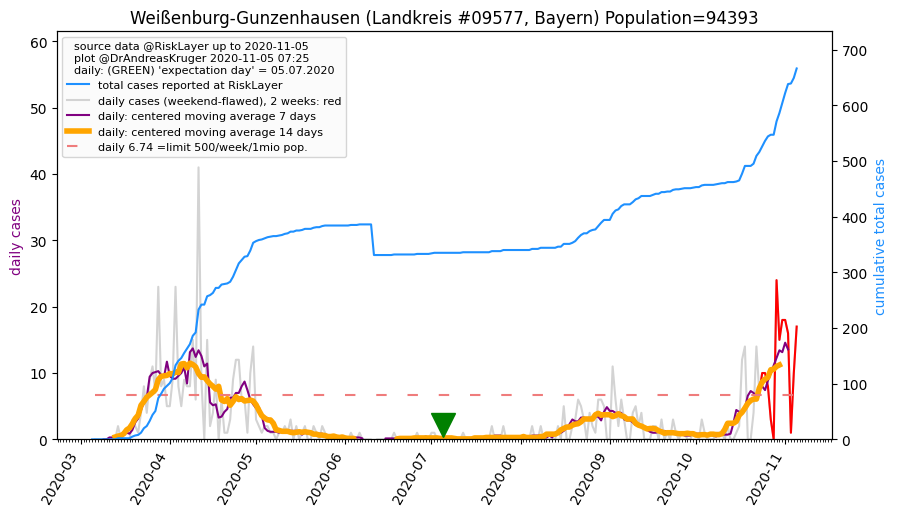 Weißenburg-Gunzenhausen (Landkreis #09577, Bayern) Population=94393
source data @RiskLayer up to 2020-11-05
plot @DrAndreasKruger 2020-11-05 07:25
daily: (GREEN) 'expectation day' = 05.07.2020
total cases reported at RiskLayer
daily cases (weekend-flawed), 2 weeks: red
daily: centered moving average 7 days
daily: centered moving average 14 days
daily 6.74 =limit 500/week/1mio pop.
daily cases
60
50
40
30
20
10
0
cumulative total cases
700
600
500
400
300
200
100
0
2020-03
2020-04
2020-05
2020-06
2020-07
2020-08
2020-09
2020-10
2020-11